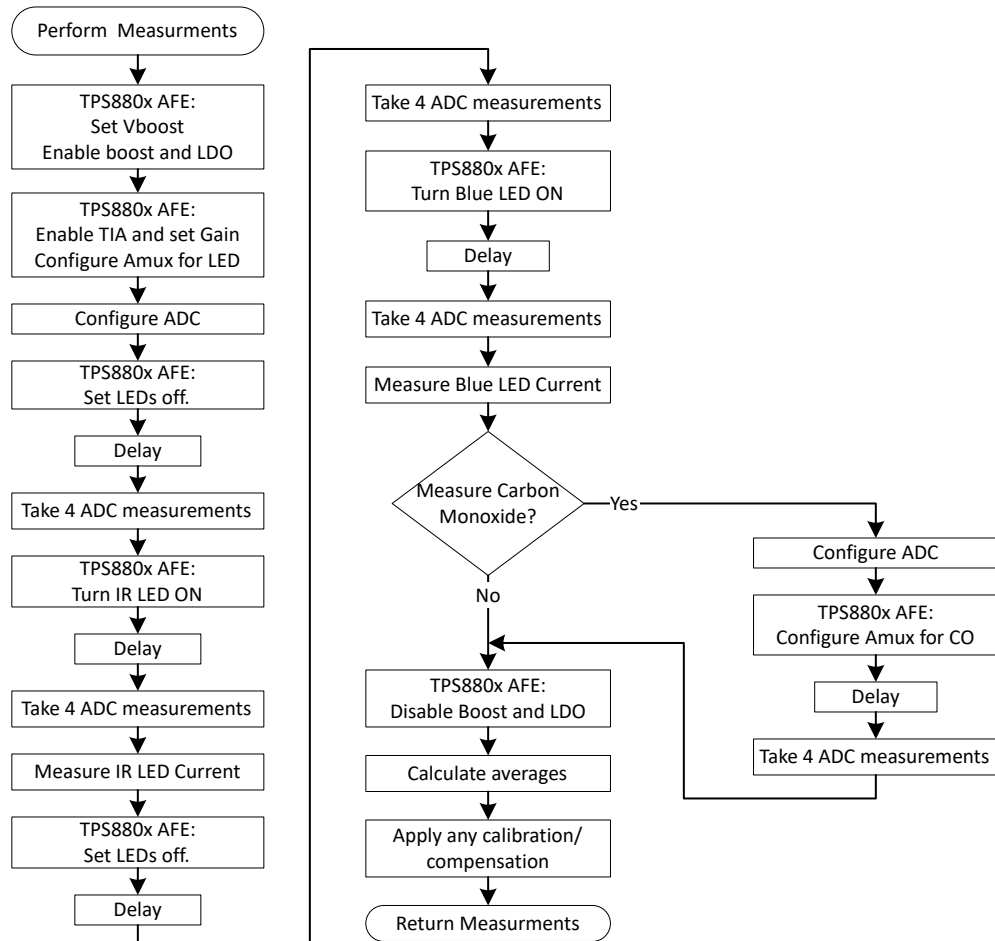 Perform Measurments
TPS880x AFE:
Set Vboost
Enable boost and LDO
TPS880x AFE:
Enable TIA and set Gain
Configure Amux for LED
Configure ADC
TPS880x AFE:
Set LEDs off.
Delay
Take 4 ADC measurements
TPS880x AFE:
Turn IR LED ON
Delay
Take 4 ADC measurements
Measure IR LED Current
TPS880x AFE:
Set LEDs off.
Delay
Take 4 ADC measurements
TPS880x AFE:
Turn Blue LED ON
Delay
Take 4 ADC measurements
Measure Blue LED Current
Measure Carbon
Monoxide?
Yes
Configure ADC
TPS880x AFE:
Configure Amux for CO
Delay
Take 4 ADC measurements
No
TPS880x AFE:
Disable Boost and LDO
Calculate averages
Apply any calibration/
compensation
Return Measurments